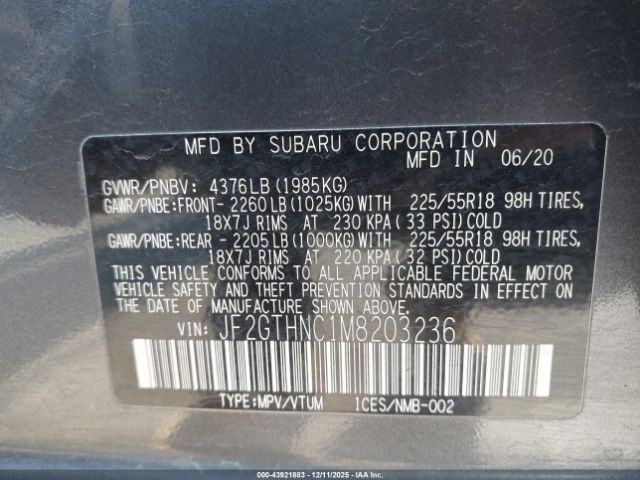 MFD BY SUBARU CORPORATION
MFD IN 06/20
GVWR/PNBV: 4376LB(1985KG)
GAWR/PNBE:FRONT-2260LB(1025KG)WITH 225/55R18 98H TIRES,
18X7J RIMS AT 230 KPA( 33 PSI)COLD
GAWR/PNBE:REAR - 2205LB(1000KG)WITH 225/55R18 98H TIRES,
18X7J RIMS AT 220 KPA( 32 PSI)COLD
THIS VEHICLE CONFORMS TO ALL APPLICABLE FEDERAL MOTOR
VEHICLE SAFETY AND THEFT PREVENTION STANDARDS IN EFFECT
ON THE DATE OF MANUFACTURE SHOWN ABOVE.
VIN: JF2GTHNC1M8203236
TYPE:MPV/VTUM ICES/NMB-002
000-43921883 - 12/11/2025 - IAA Inc.